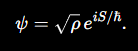 ψ = √ρ e^{iS/ℏ}.